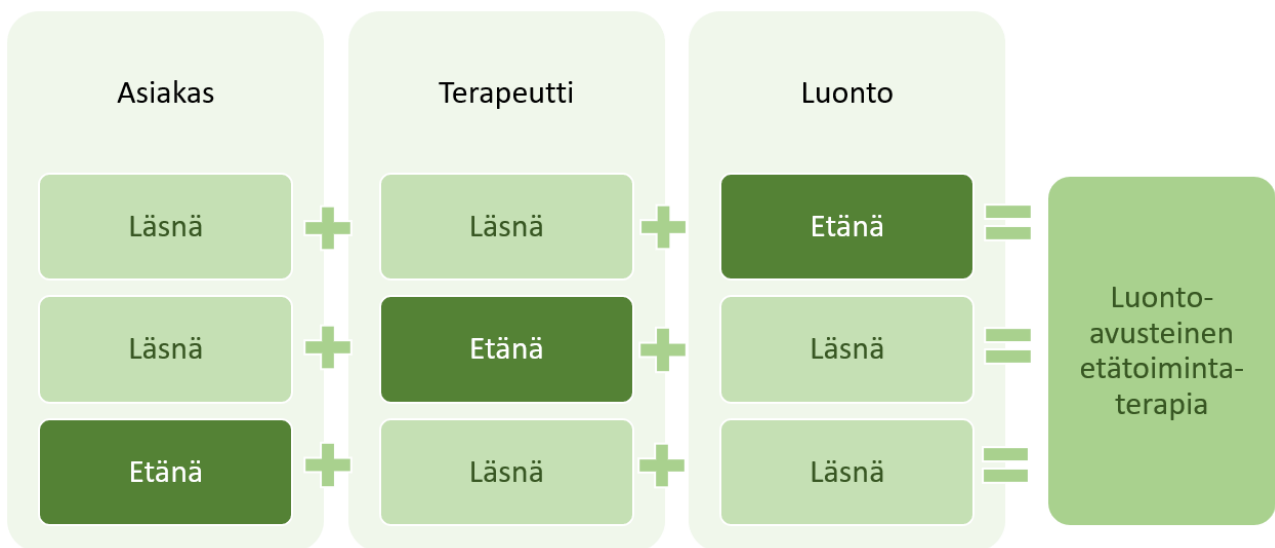 Asiakas
Terapeutti
Luonto
Läsnä + Läsnä + Etänä =
Läsnä + Etänä + Läsnä =
Etänä + Läsnä + Läsnä =
Luonto-
avusteinen
etätoiminta-
terapia